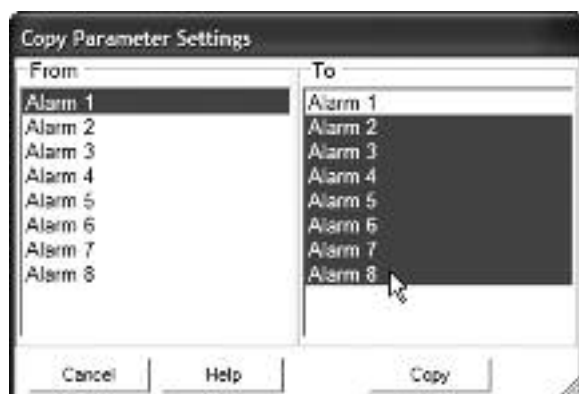 Copy Parameter Settings
From
Alarm 1
Alarm 2
Alarm 3
Alarm 4
Alarm 5
Alarm 6
Alarm 7
Alarm 8
To
Alarm 1
Alarm 2
Alarm 3
Alarm 4
Alarm 5
Alarm 6
Alarm 7
Alarm 8
Cancel
Help
Copy